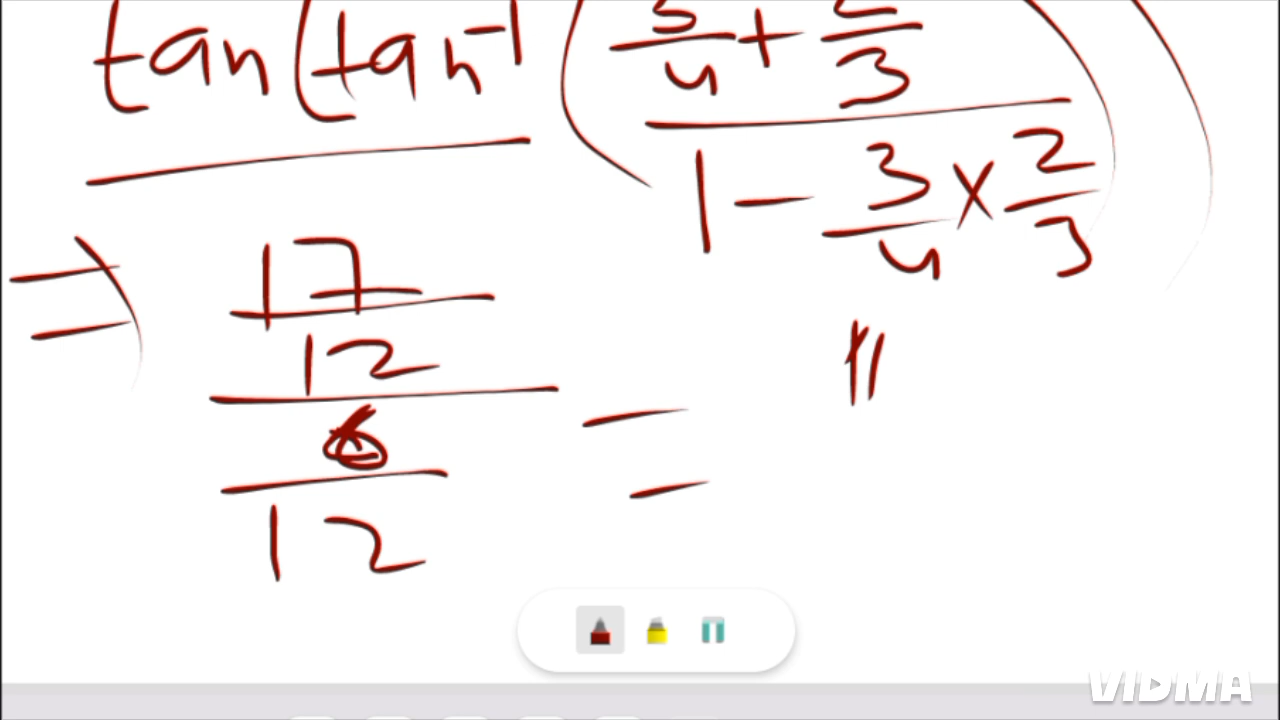 tan(tan⁻¹(3/4 + 2/3
1 - 3/4 × 2/3))
⇒ 17/12
6/12 =
VIDMA